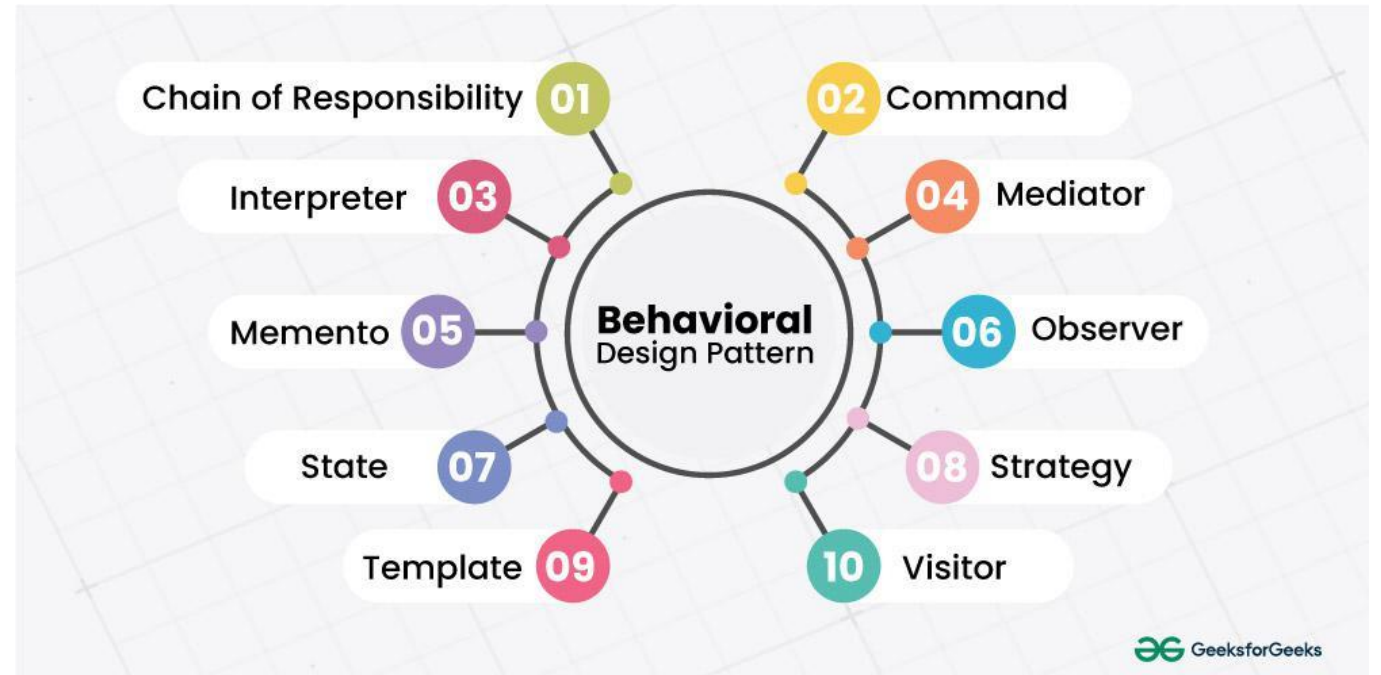 Chain of Responsibility 01
02 Command
Interpreter 03
04 Mediator
Memento 05
06 Observer
Behavioral
Design Pattern
State 07
08 Strategy
Template 09
10 Visitor
GeeksforGeeks